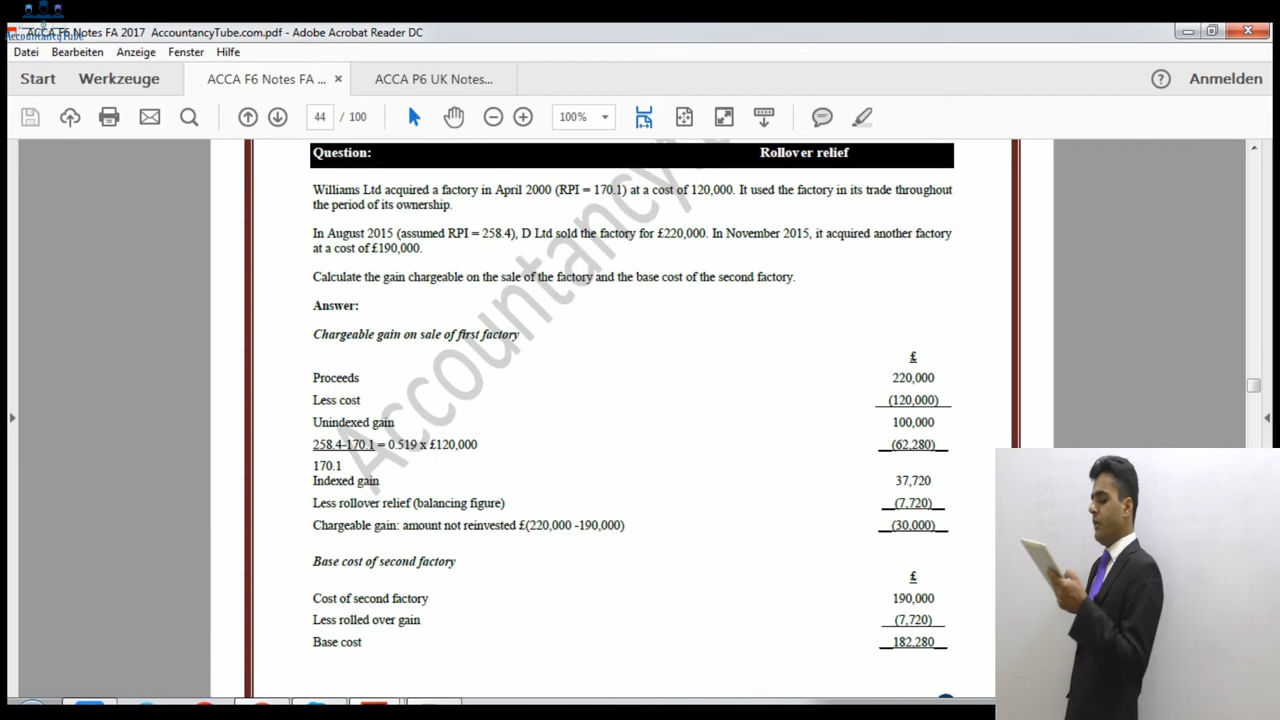 ACCA F6 Notes FA 2017 AccountancyTube.com.pdf - Adobe Acrobat Reader DC
AccountancyTube
Datei Bearbeiten Anzeige Fenster Hilfe
Start Werkzeuge ACCA F6 Notes FA ... × ACCA P6 UK Notes... ? Anmelden
44 / 100 100%
Question: Rollover relief
Williams Ltd acquired a factory in April 2000 (RPI = 170.1) at a cost of 120,000. It used the factory in its trade throughout
the period of its ownership.
In August 2015 (assumed RPI = 258.4), D Ltd sold the factory for £220,000. In November 2015, it acquired another factory
at a cost of £190,000.
Calculate the gain chargeable on the sale of the factory and the base cost of the second factory.
Answer:
Chargeable gain on sale of first factory
£
Proceeds 220,000
Less cost (120,000)
Unindexed gain 100,000
258.4-170.1 = 0.519 x £120,000 (62,280)
170.1
Indexed gain 37,720
Less rollover relief (balancing figure) (7,720)
Chargeable gain: amount not reinvested £(220,000 -190,000) (30,000)
Base cost of second factory
£
Cost of second factory 190,000
Less rolled over gain (7,720)
Base cost 182,280
Accountancy